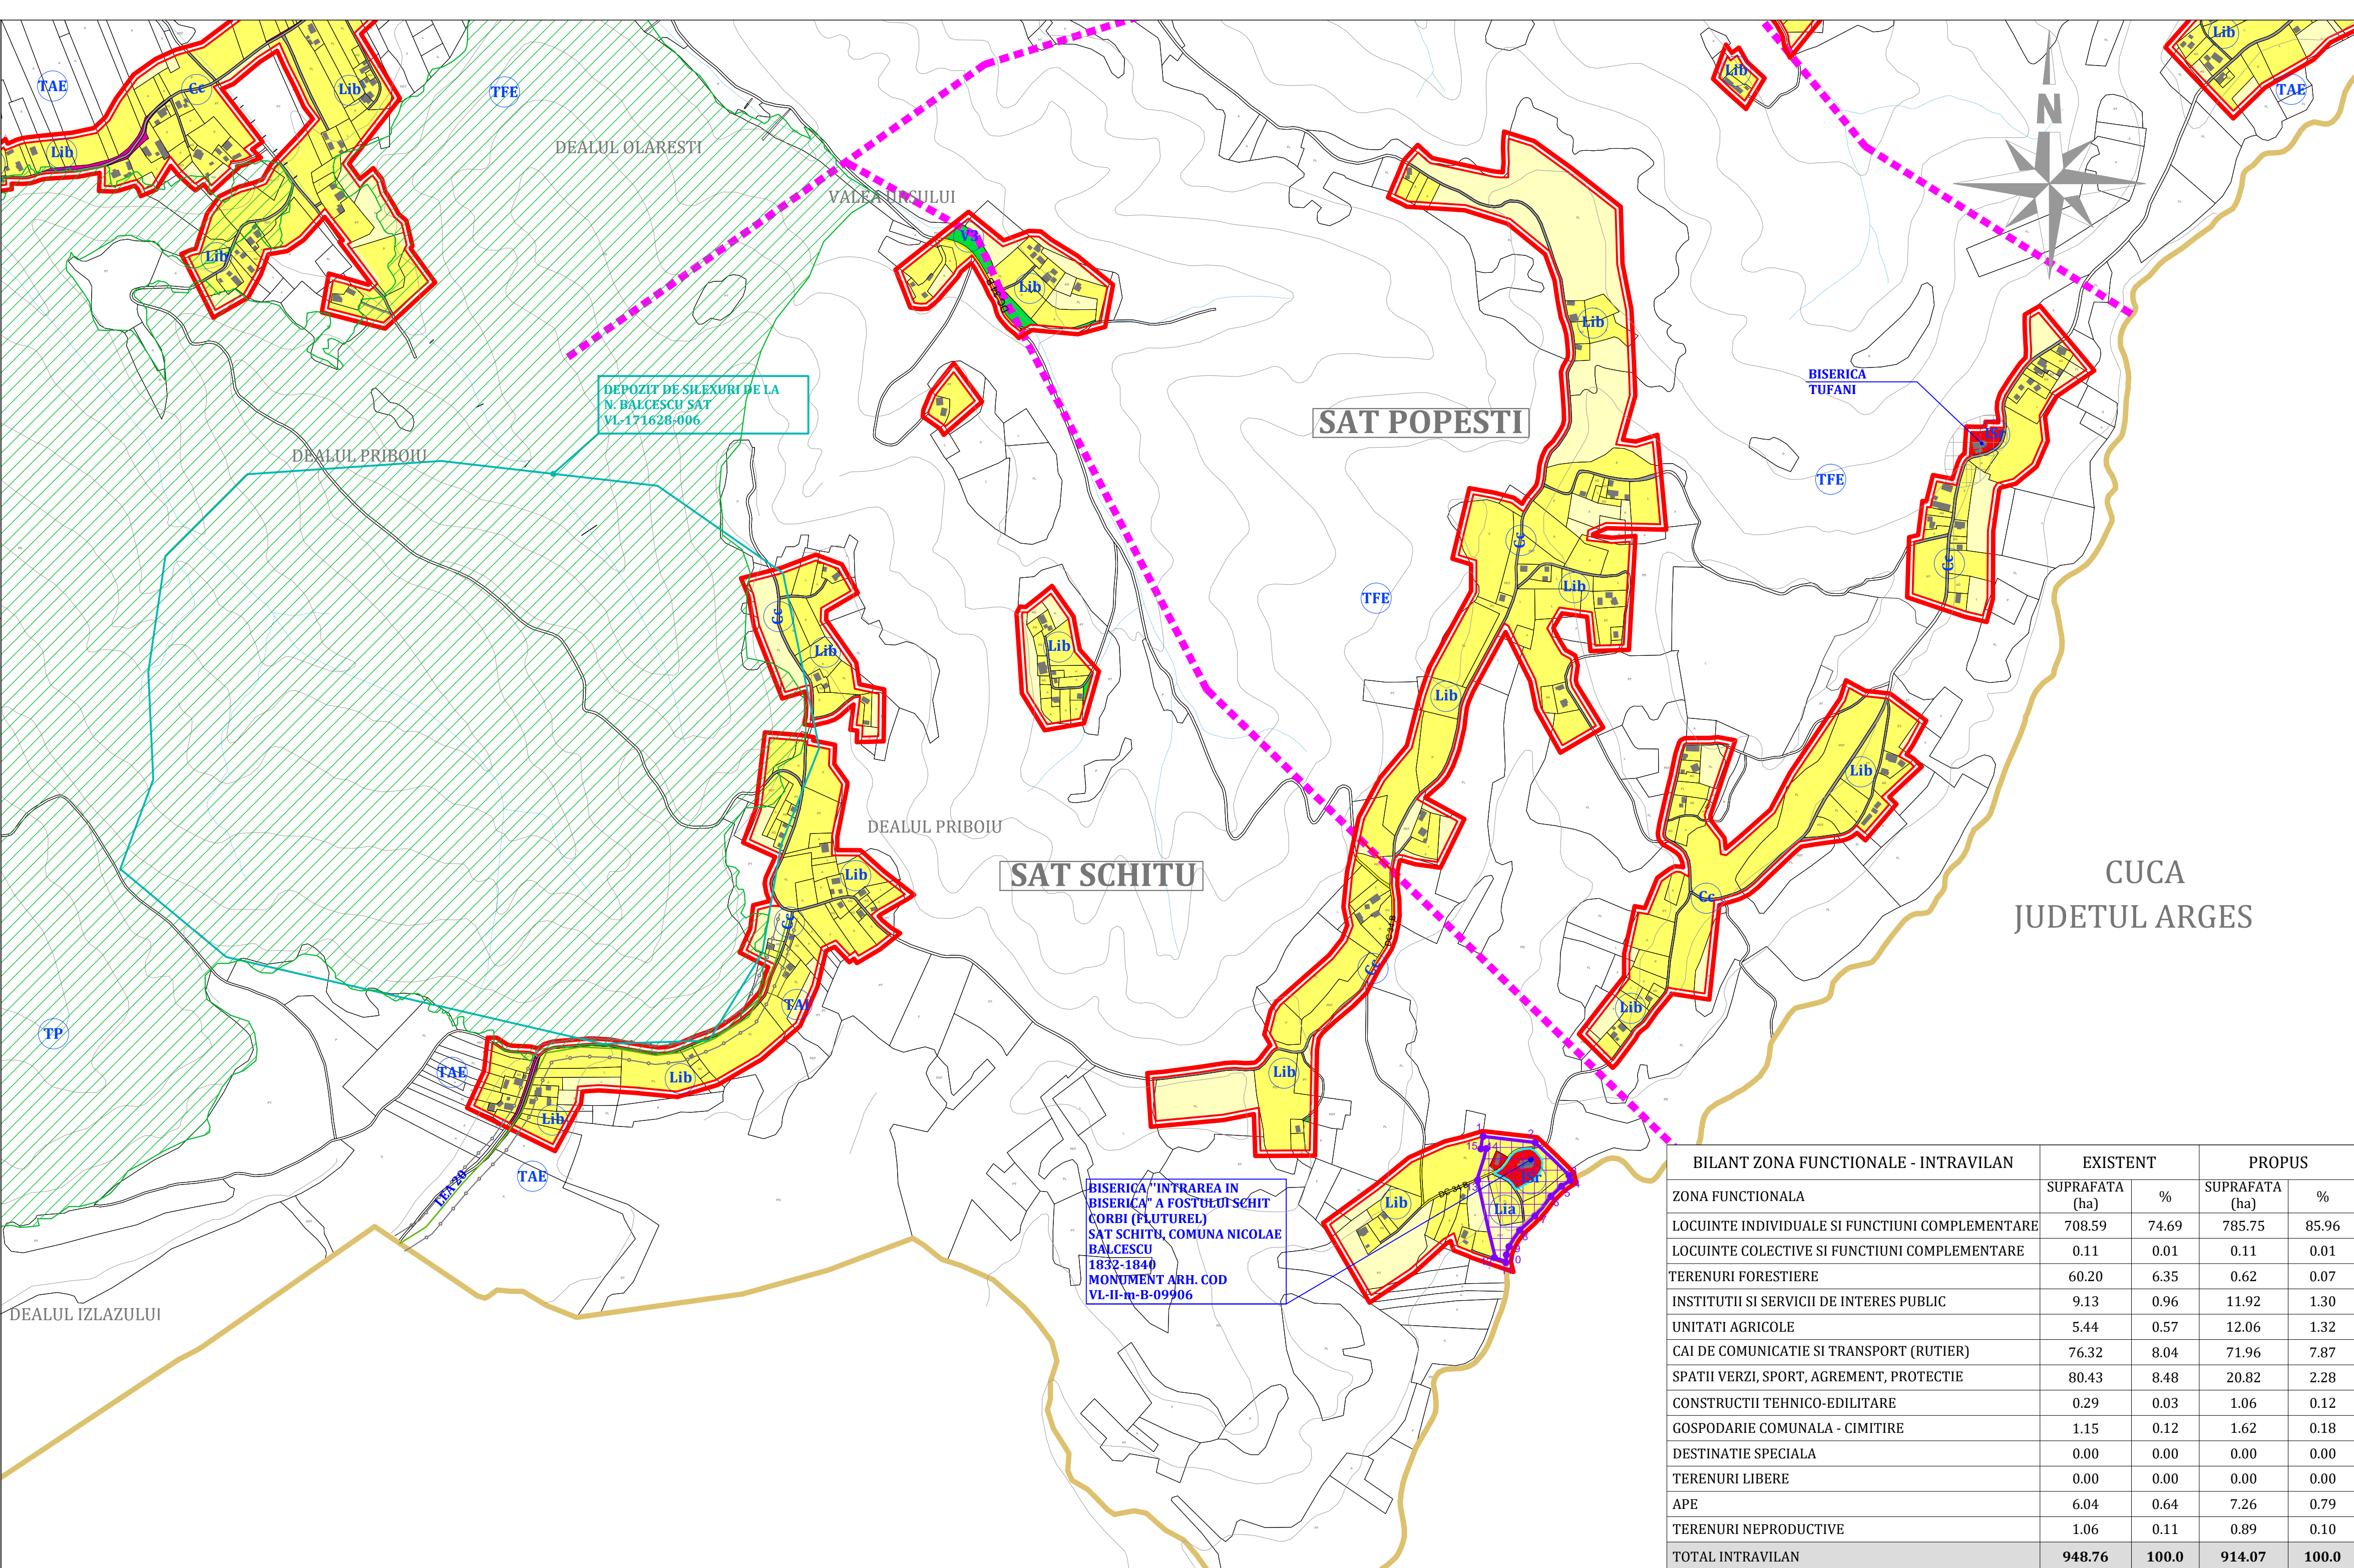 TAE
Cc
Lib
Lib
Lib
TFE
DEALUL OLARESTI
VALEA URSULUI
V3
Lib
Lib
Lib
TAE
N
DEPOZIT DE SILEXURI DE LA
N. BALCESCU SAT
VL-171628-006
DEALUL PRIBOIU
SAT POPESTI
Lib
BISERICA
TUFANI
ISr
TFE
TFE
Cc
Cc
Lib
Cc
Lib
Lib
Lib
Lib
DEALUL PRIBOIU
SAT SCHITU
Lib
Cc
DC 34 B
Cc
Cc
CUCA
JUDETUL ARGES
TAI
Lib
TP
TAE
Lib
Lib
Lib
TEA 20
TAE
DEALUL IZLAZULUI
BISERICA "INTRAREA IN
BISERICA" A FOSTULUI SCHIT
CORBI (FLUTUREL)
SAT SCHITU, COMUNA NICOLAE
BALCESCU
1832-1840
MONUMENT ARH. COD
VL-II-m-B-09906
Lib
DC 34 B
ISr
Lia
BILANT ZONA FUNCTIONALE - INTRAVILAN EXISTENT PROPUS
ZONA FUNCTIONALA SUPRAFATA (ha) % SUPRAFATA (ha) %
LOCUINTE INDIVIDUALE SI FUNCTIUNI COMPLEMENTARE 708.59 74.69 785.75 85.96
LOCUINTE COLECTIVE SI FUNCTIUNI COMPLEMENTARE 0.11 0.01 0.11 0.01
TERENURI FORESTIERE 60.20 6.35 0.62 0.07
INSTITUTII SI SERVICII DE INTERES PUBLIC 9.13 0.96 11.92 1.30
UNITATI AGRICOLE 5.44 0.57 12.06 1.32
CAI DE COMUNICATIE SI TRANSPORT (RUTIER) 76.32 8.04 71.96 7.87
SPATII VERZI, SPORT, AGREMENT, PROTECTIE 80.43 8.48 20.82 2.28
CONSTRUCTII TEHNICO-EDILITARE 0.29 0.03 1.06 0.12
GOSPODARIE COMUNALA - CIMITIRE 1.15 0.12 1.62 0.18
DESTINATIE SPECIALA 0.00 0.00 0.00 0.00
TERENURI LIBERE 0.00 0.00 0.00 0.00
APE 6.04 0.64 7.26 0.79
TERENURI NEPRODUCTIVE 1.06 0.11 0.89 0.10
TOTAL INTRAVILAN 948.76 100.0 914.07 100.0